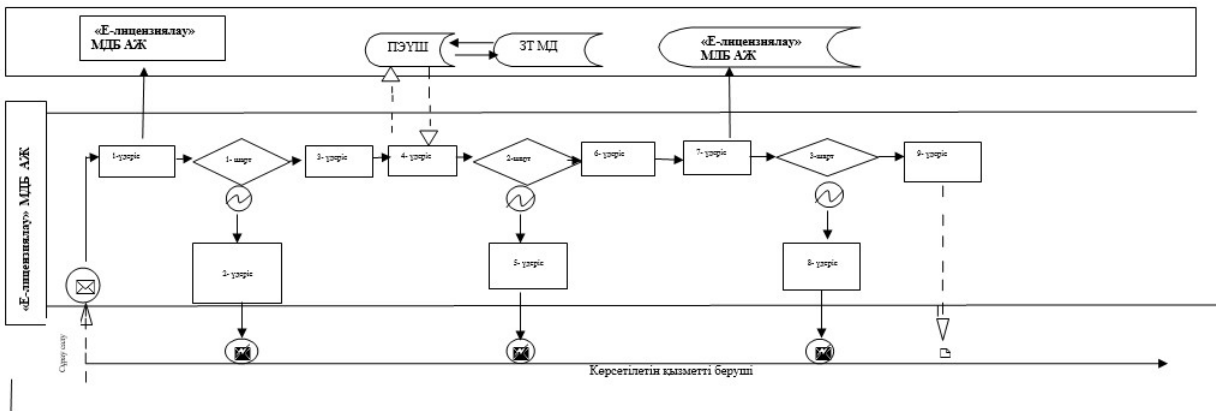 «Е-лицензиялау»
МДБ АЖ
ПЭҮШ
ЗТ МД
«Е-лицензиялау»
МДБ АЖ
«Е-лицензиялау» МДБ АЖ
1-үдеріс
1- шарт
3- үдеріс
4- үдеріс
2-шарт
6- үдеріс
7- үдеріс
3-шарт
9- үдеріс
2- үдеріс
5- үдеріс
8- үдеріс
Сұрау салу
Көрсетілетін қызметті беруші